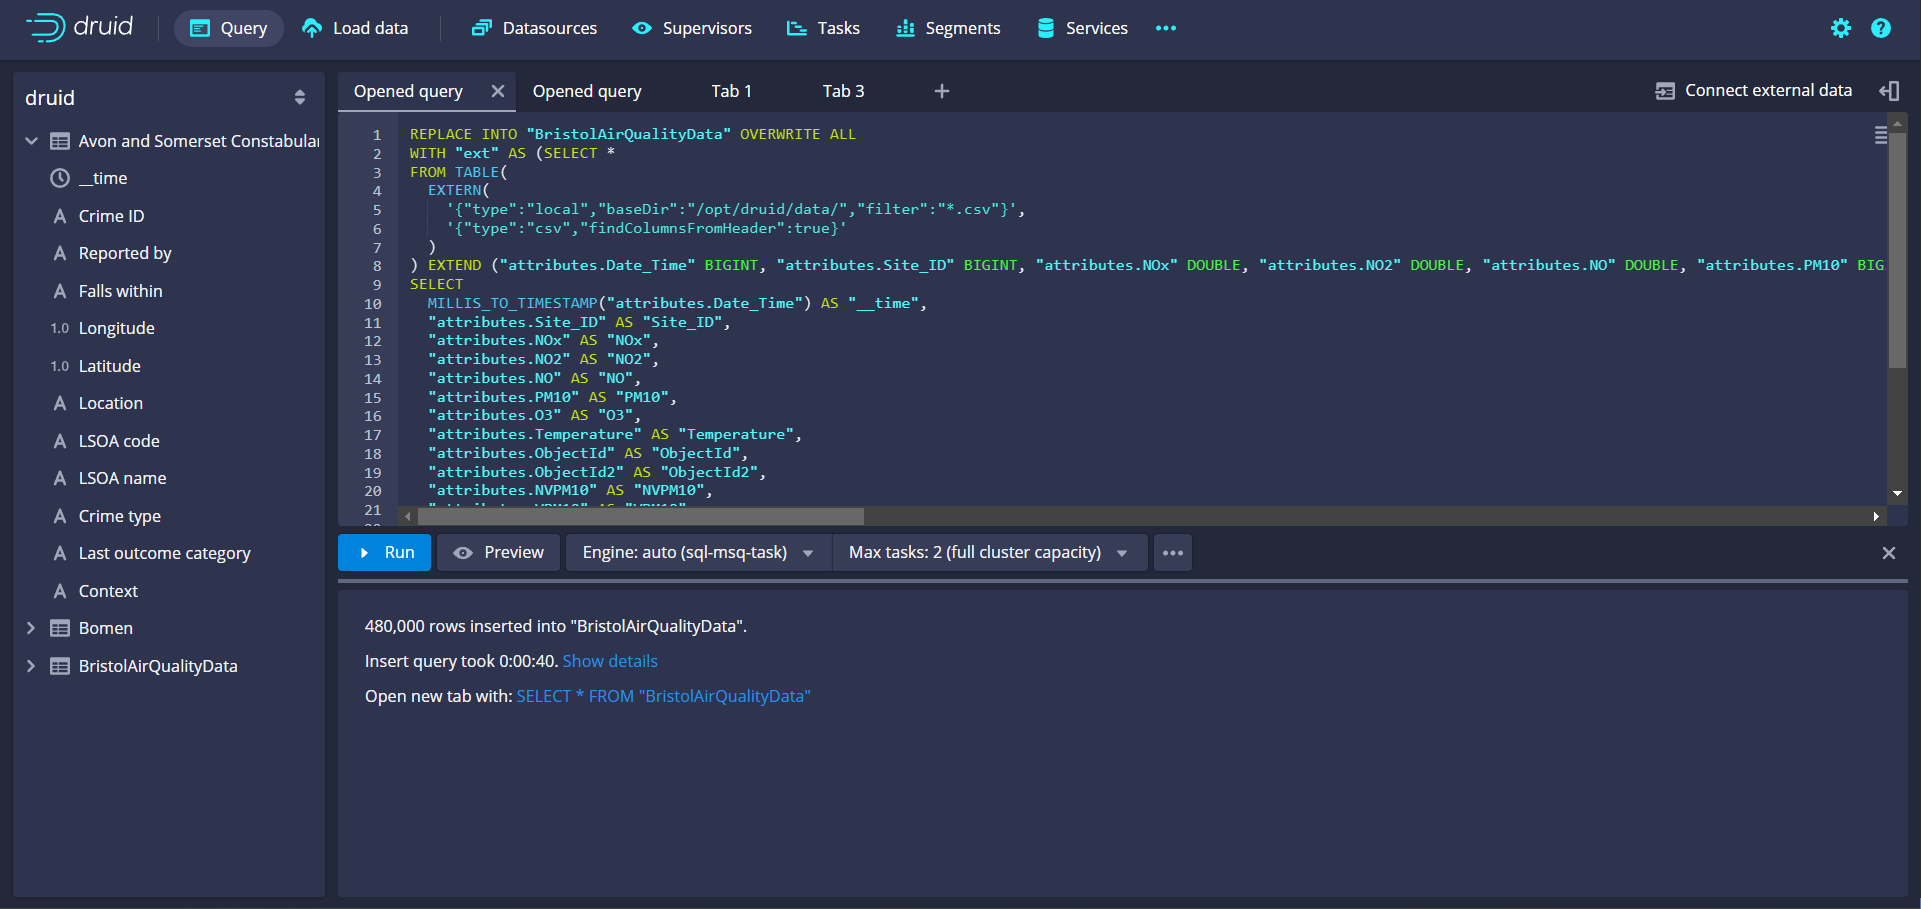 druid
Query
Load data
Datasources
Supervisors
Tasks
Segments
Services
druid
Avon and Somerset Constabular
__time
Crime ID
Reported by
Falls within
1.0 Longitude
1.0 Latitude
Location
LSOA code
LSOA name
Crime type
Last outcome category
Context
Bomen
BristolAirQualityData
Opened query
Opened query
Tab 1
Tab 3
Connect external data
1 REPLACE INTO "BristolAirQualityData" OVERWRITE ALL
2 WITH "ext" AS (SELECT *
3 FROM TABLE(
4 EXTERN(
5 '{"type":"local","baseDir":"/opt/druid/data/","filter":"*.csv"}',
6 '{"type":"csv","findColumnsFromHeader":true}'
7 )
8 ) EXTEND ("attributes.Date_Time" BIGINT, "attributes.Site_ID" BIGINT, "attributes.NOx" DOUBLE, "attributes.NO2" DOUBLE, "attributes.NO" DOUBLE, "attributes.PM10" BIG
9 SELECT
10 MILLIS_TO_TIMESTAMP("attributes.Date_Time") AS "__time",
11 "attributes.Site_ID" AS "Site_ID",
12 "attributes.NOx" AS "NOx",
13 "attributes.NO2" AS "NO2",
14 "attributes.NO" AS "NO",
15 "attributes.PM10" AS "PM10",
16 "attributes.O3" AS "O3",
17 "attributes.Temperature" AS "Temperature",
18 "attributes.ObjectId" AS "ObjectId",
19 "attributes.ObjectId2" AS "ObjectId2",
20 "attributes.NVPM10" AS "NVPM10",
21
Run
Preview
Engine: auto (sql-msq-task)
Max tasks: 2 (full cluster capacity)
480,000 rows inserted into "BristolAirQualityData".
Insert query took 0:00:40. Show details
Open new tab with: SELECT * FROM "BristolAirQualityData"